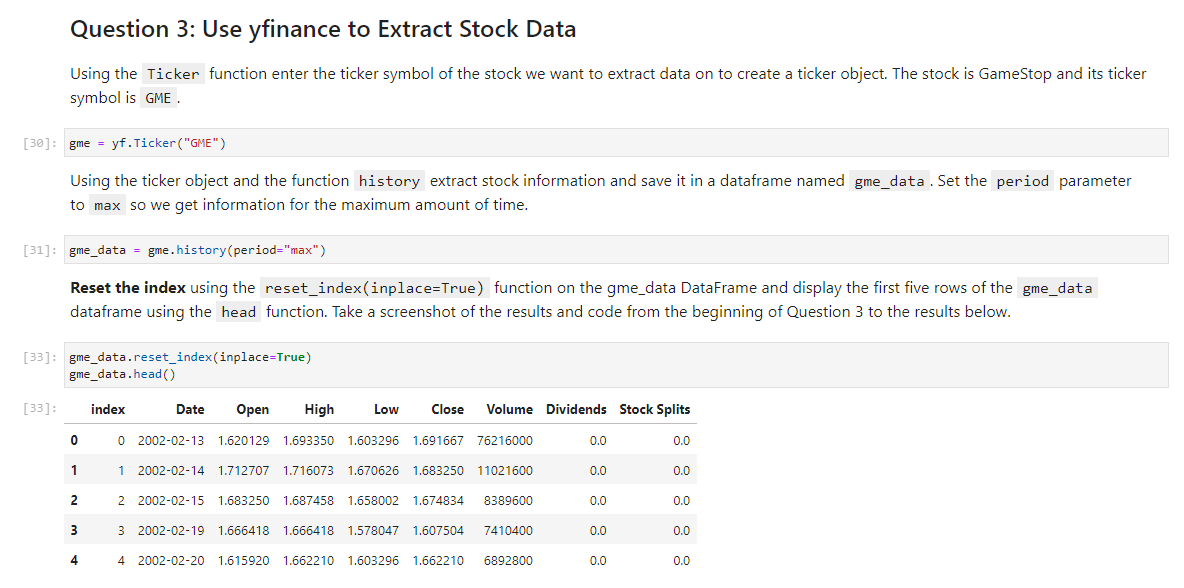 Question 3: Use yfinance to Extract Stock Data
Using the Ticker function enter the ticker symbol of the stock we want to extract data on to create a ticker object. The stock is GameStop and its ticker
symbol is GME .
[30]: gme = yf.Ticker("GME")
Using the ticker object and the function history extract stock information and save it in a dataframe named gme_data . Set the period parameter
to max so we get information for the maximum amount of time.
[31]: gme_data = gme.history(period="max")
Reset the index using the reset_index(inplace=True) function on the gme_data DataFrame and display the first five rows of the gme_data
dataframe using the head function. Take a screenshot of the results and code from the beginning of Question 3 to the results below.
[33]: gme_data.reset_index(inplace=True)
gme_data.head()
[33]: index Date Open High Low Close Volume Dividends Stock Splits
0 0 2002-02-13 1.620129 1.693350 1.603296 1.691667 76216000 0.0 0.0
1 1 2002-02-14 1.712707 1.716073 1.670626 1.683250 11021600 0.0 0.0
2 2 2002-02-15 1.683250 1.687458 1.658002 1.674834 8389600 0.0 0.0
3 3 2002-02-19 1.666418 1.666418 1.578047 1.607504 7410400 0.0 0.0
4 4 2002-02-20 1.615920 1.662210 1.603296 1.662210 6892800 0.0 0.0